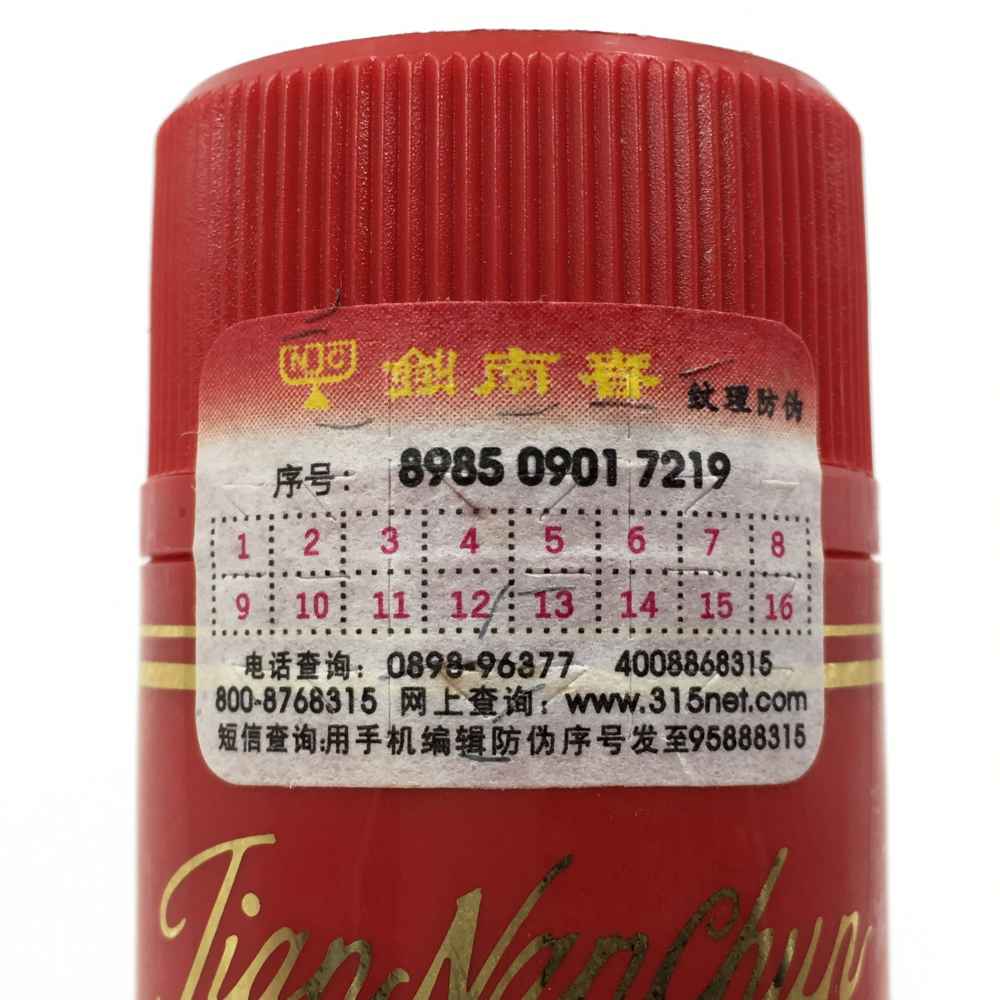 NJC 剑南春 纹理防伪
序号: 8985 0901 7219
1 2 3 4 5 6 7 8
9 10 11 12 13 14 15 16
电话查询: 0898-96377 4008868315
800-8768315 网上查询: www.315net.com
短信查询:用手机编辑防伪序号发至95888315
Jian Nan Chun